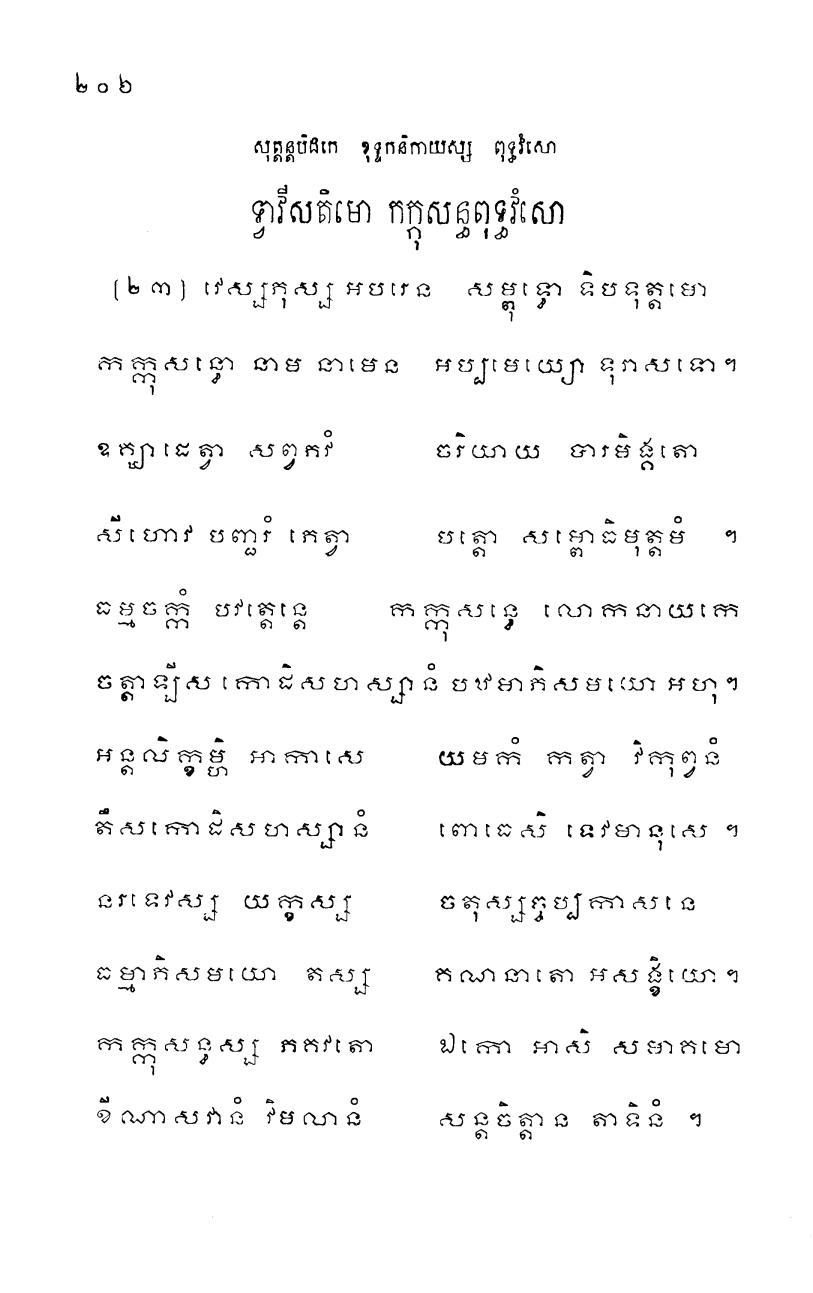 ២០៦
សុត្តន្តបិដកេ ខុទ្ទកនិកាយស្ស ពុទ្ធវំសោ
ទ្វាវីសតិមោ កក្កុសន្ធពុទ្ធវំសោ
(២៣) វេស្សភុស្ស អបរេន សម្ពុទ្ធោ ទិបទុត្តមោ
កក្កុសន្ធោ នាម នាមេន អប្បមេយ្យោ ទុរាសទោ។
ឧគ្ឃាដេត្វា សព្វភវំ ចរិយាយ បារមិង្គតោ
សីហោវ បញ្ជរំ ភេត្វា បត្តោ សម្ពោធិមុត្តមំ ។
ធម្មចក្កំ បវត្តេន្តេ កក្កុសន្ធេ លោកនាយកេ
ចត្តាឡីសកោដិសហស្សានំ បឋមាភិសមយោ អហុ។
អន្តលិក្ខម្ហិ អាកាសេ យមកំ កត្វា វិកុព្វនំ
តឹសកោដិសហស្សានំ ពោធេសិ ទេវមានុសេ ។
នរទេវស្ស យក្ខស្ស ចតុស្សច្ចប្បកាសនេ
ធម្មាភិសមយោ តស្ស គណនាតោ អសង្ខិយោ។
កក្កុសន្ធស្ស ភគវតោ ឯកោ អាសិ សមាគមោ
ខីណាសវានំ វិមលានំ សន្តចិត្តាន តាទិនំ ។